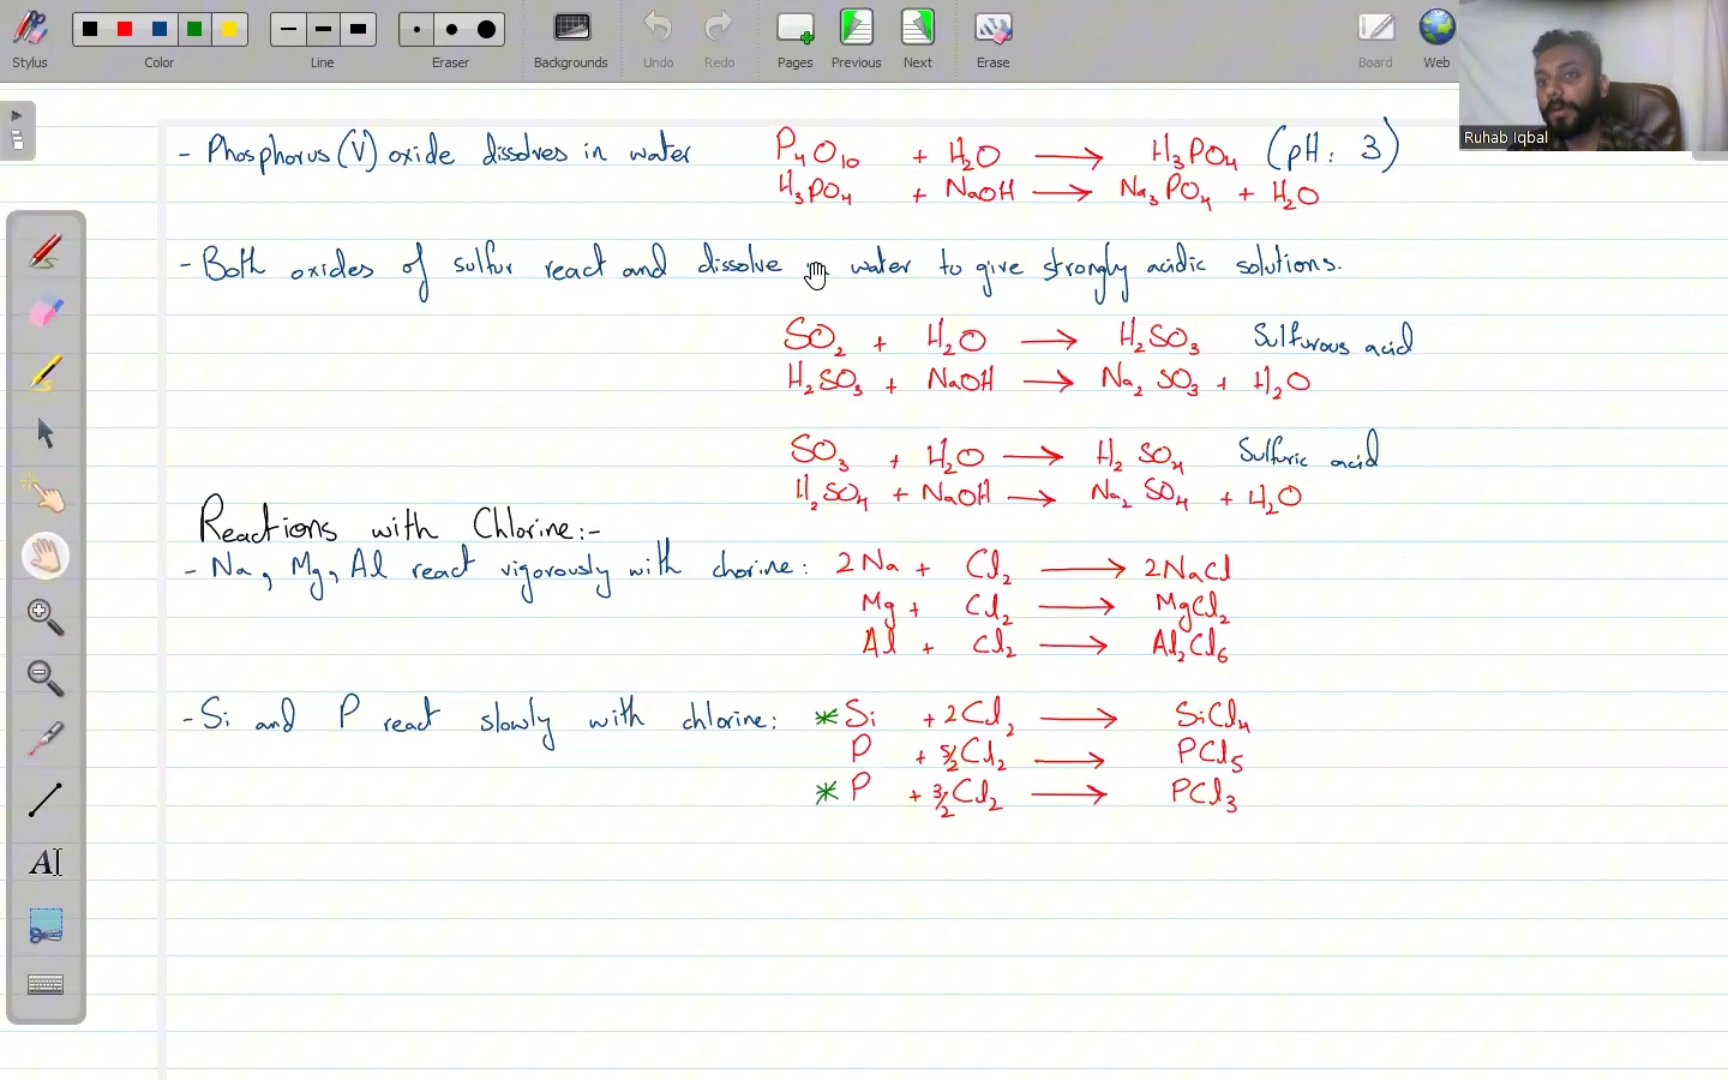 Stylus Color Line Eraser Backgrounds Undo Redo Pages Previous Next Erase Board Web
Ruhab Iqbal
- Phosphorus (V) oxide dissolves in water P₄O₁₀ + H₂O → H₃PO₄ (pH: 3)
H₃PO₄ + NaOH → Na₃PO₄ + H₂O
- Both oxides of sulfur react and dissolve water to give strongly acidic solutions.
SO₂ + H₂O → H₂SO₃ Sulfurous acid
H₂SO₃ + NaOH → Na₂SO₃ + H₂O
SO₃ + H₂O → H₂SO₄ Sulfuric acid
H₂SO₄ + NaOH → Na₂SO₄ + H₂O
Reactions with Chlorine:-
- Na, Mg, Al react vigorously with chorine: 2Na + Cl₂ → 2NaCl
Mg + Cl₂ → MgCl₂
Al + Cl₂ → Al₂Cl₆
- Si and P react slowly with chlorine: * Si + 2Cl₂ → SiCl₄
P + 5/2Cl₂ → PCl₅
* P + 3/2Cl₂ → PCl₃
AI